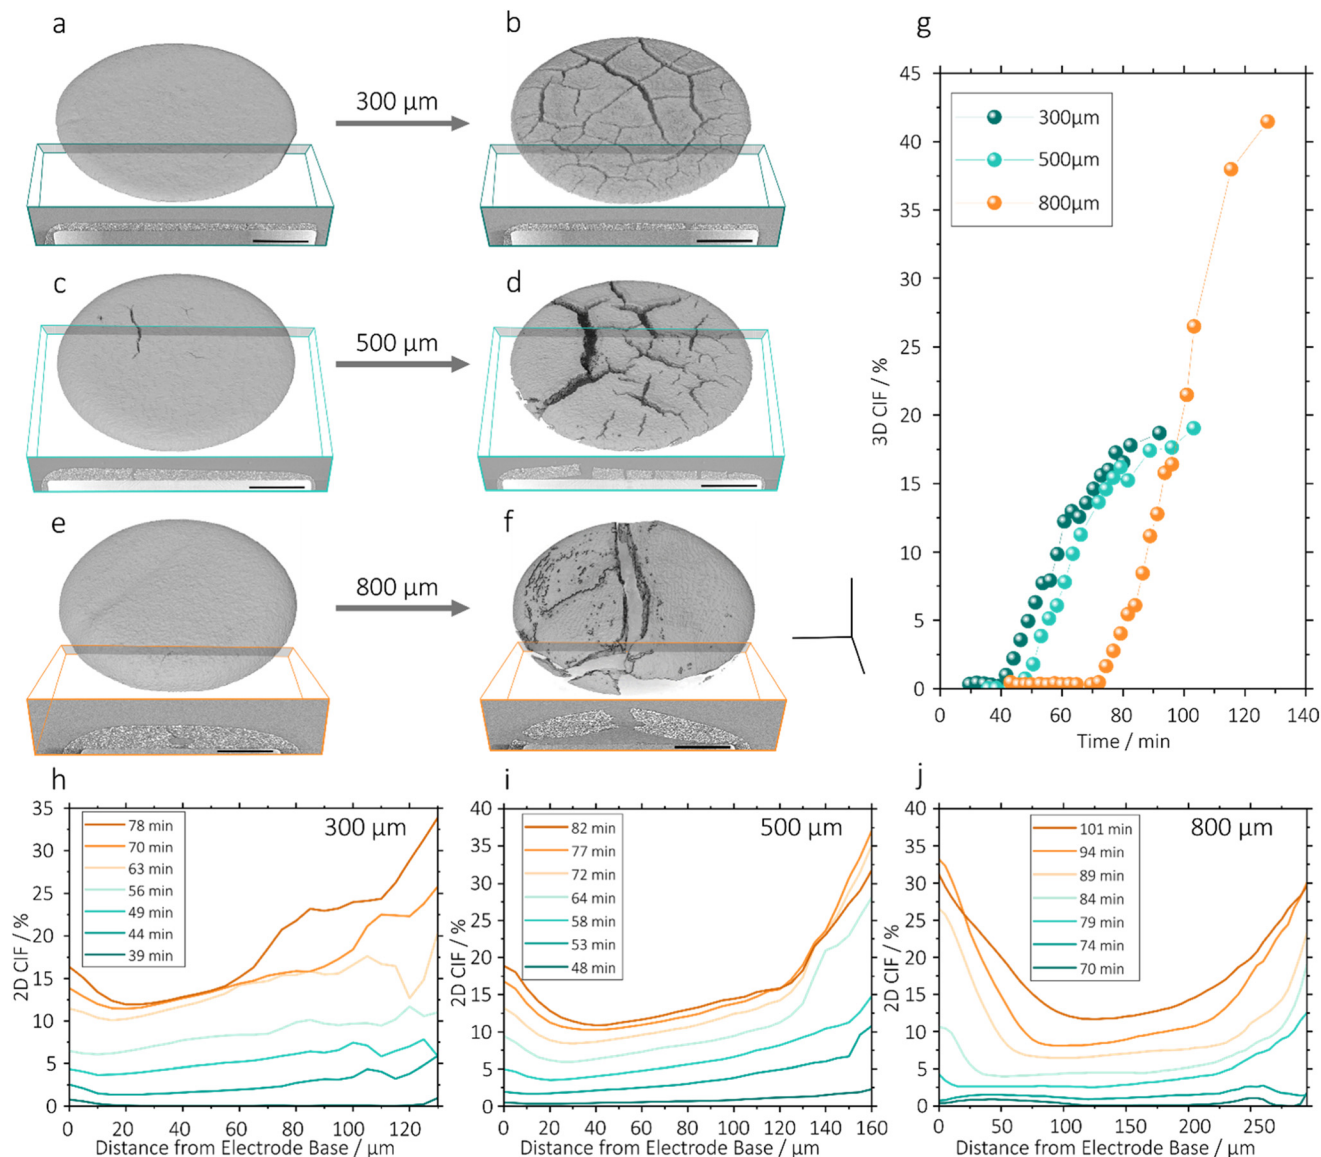 a
b
300 µm
c
d
500 µm
e
f
800 µm
g
45
40
35
30
25
20
15
10
5
0
3D CIF / %
300µm
500µm
800µm
0 20 40 60 80 100 120 140
Time / min
h
35
30
25
20
15
10
5
0
2D CIF / %
78 min
70 min
63 min
56 min
49 min
44 min
39 min
300 µm
0 20 40 60 80 100 120
Distance from Electrode Base / µm
i
40
35
30
25
20
15
10
5
0
2D CIF / %
82 min
77 min
72 min
64 min
58 min
53 min
48 min
500 µm
0 20 40 60 80 100 120 140 160
Distance from Electrode Base / µm
j
40
35
30
25
20
15
10
5
0
2D CIF / %
101 min
94 min
89 min
84 min
79 min
74 min
70 min
800 µm
0 50 100 150 200 250
Distance from Electrode Base / µm